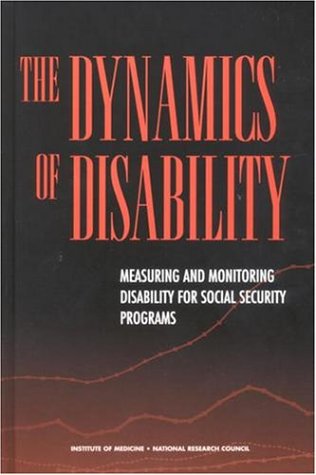 THE DYNAMICS
OF DISABILITY
MEASURING AND MONITORING
DISABILITY FOR SOCIAL SECURITY
PROGRAMS
INSTITUTE OF MEDICINE • NATIONAL RESEARCH COUNCIL